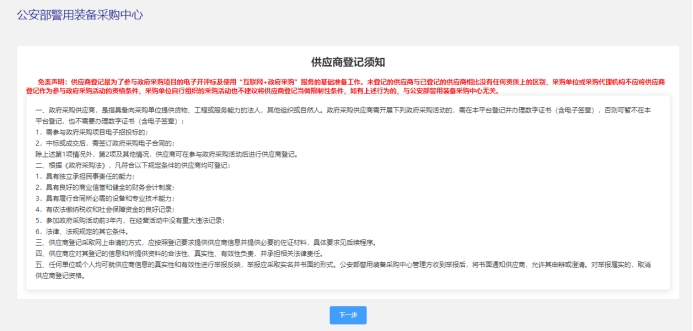 公安部警用装备采购中心
供应商登记须知
免责声明：供应商登记是为了参与政府采购项目的电子开评标及使用“互联网+政府采购”服务的基础准备工作。未登记的供应商与已登记的供应商相比没有任何资质上的区别，采购单位或采购代理机构不应将供应商
登记作为参与政府采购活动的资格条件，采购单位自行组织的采购活动也不建议将供应商登记当做限制性条件。如有上述行为的，与公安部警用装备采购中心无关。
一、政府采购供应商，是指具备向采购单位提供货物、工程或服务能力的法人，其他组织或自然人。政府采购供应商需开展下列政府采购活动的，需在本平台登记并办理数字证书（含电子签章），否则可暂不在本
平台登记，也不需要办理数字证书（含电子签章）：
1、需参与政府采购项目电子招投标的；
2、中标或成交后，需签订政府采购电子合同的；
除上述第1项情况外，第2项及其他情况，供应商可在参与政府采购活动后进行供应商登记。
二、根据《政府采购法》，凡符合以下规定条件的供应商均可登记：
1、具有独立承担民事责任的能力；
2、具有良好的商业信誉和健全的财务会计制度；
3、具有履行合同所必需的设备和专业技术能力；
4、有依法缴纳税收和社会保障资金的良好记录；
5、参加政府采购活动前3年内，在经营活动中没有重大违法记录；
6、法律、法规规定的其它条件。
三、供应商登记采取网上申请的方式，应按照登记要求提供供应商信息并提供必要的佐证材料，具体要求见后续程序。
四、供应商应对其登记的信息和所提供资料的合法性、真实性、有效性负责，并承担相关法律责任。
五、任何单位或个人均可就供应商信息的真实性和有效性进行举报反映，举报应采取实名并书面的形式。公安部警用装备采购中心管理方收到举报后，将书面通知供应商，允许其申辩或澄清。对举报属实的，取消
供应商登记资格。
下一步